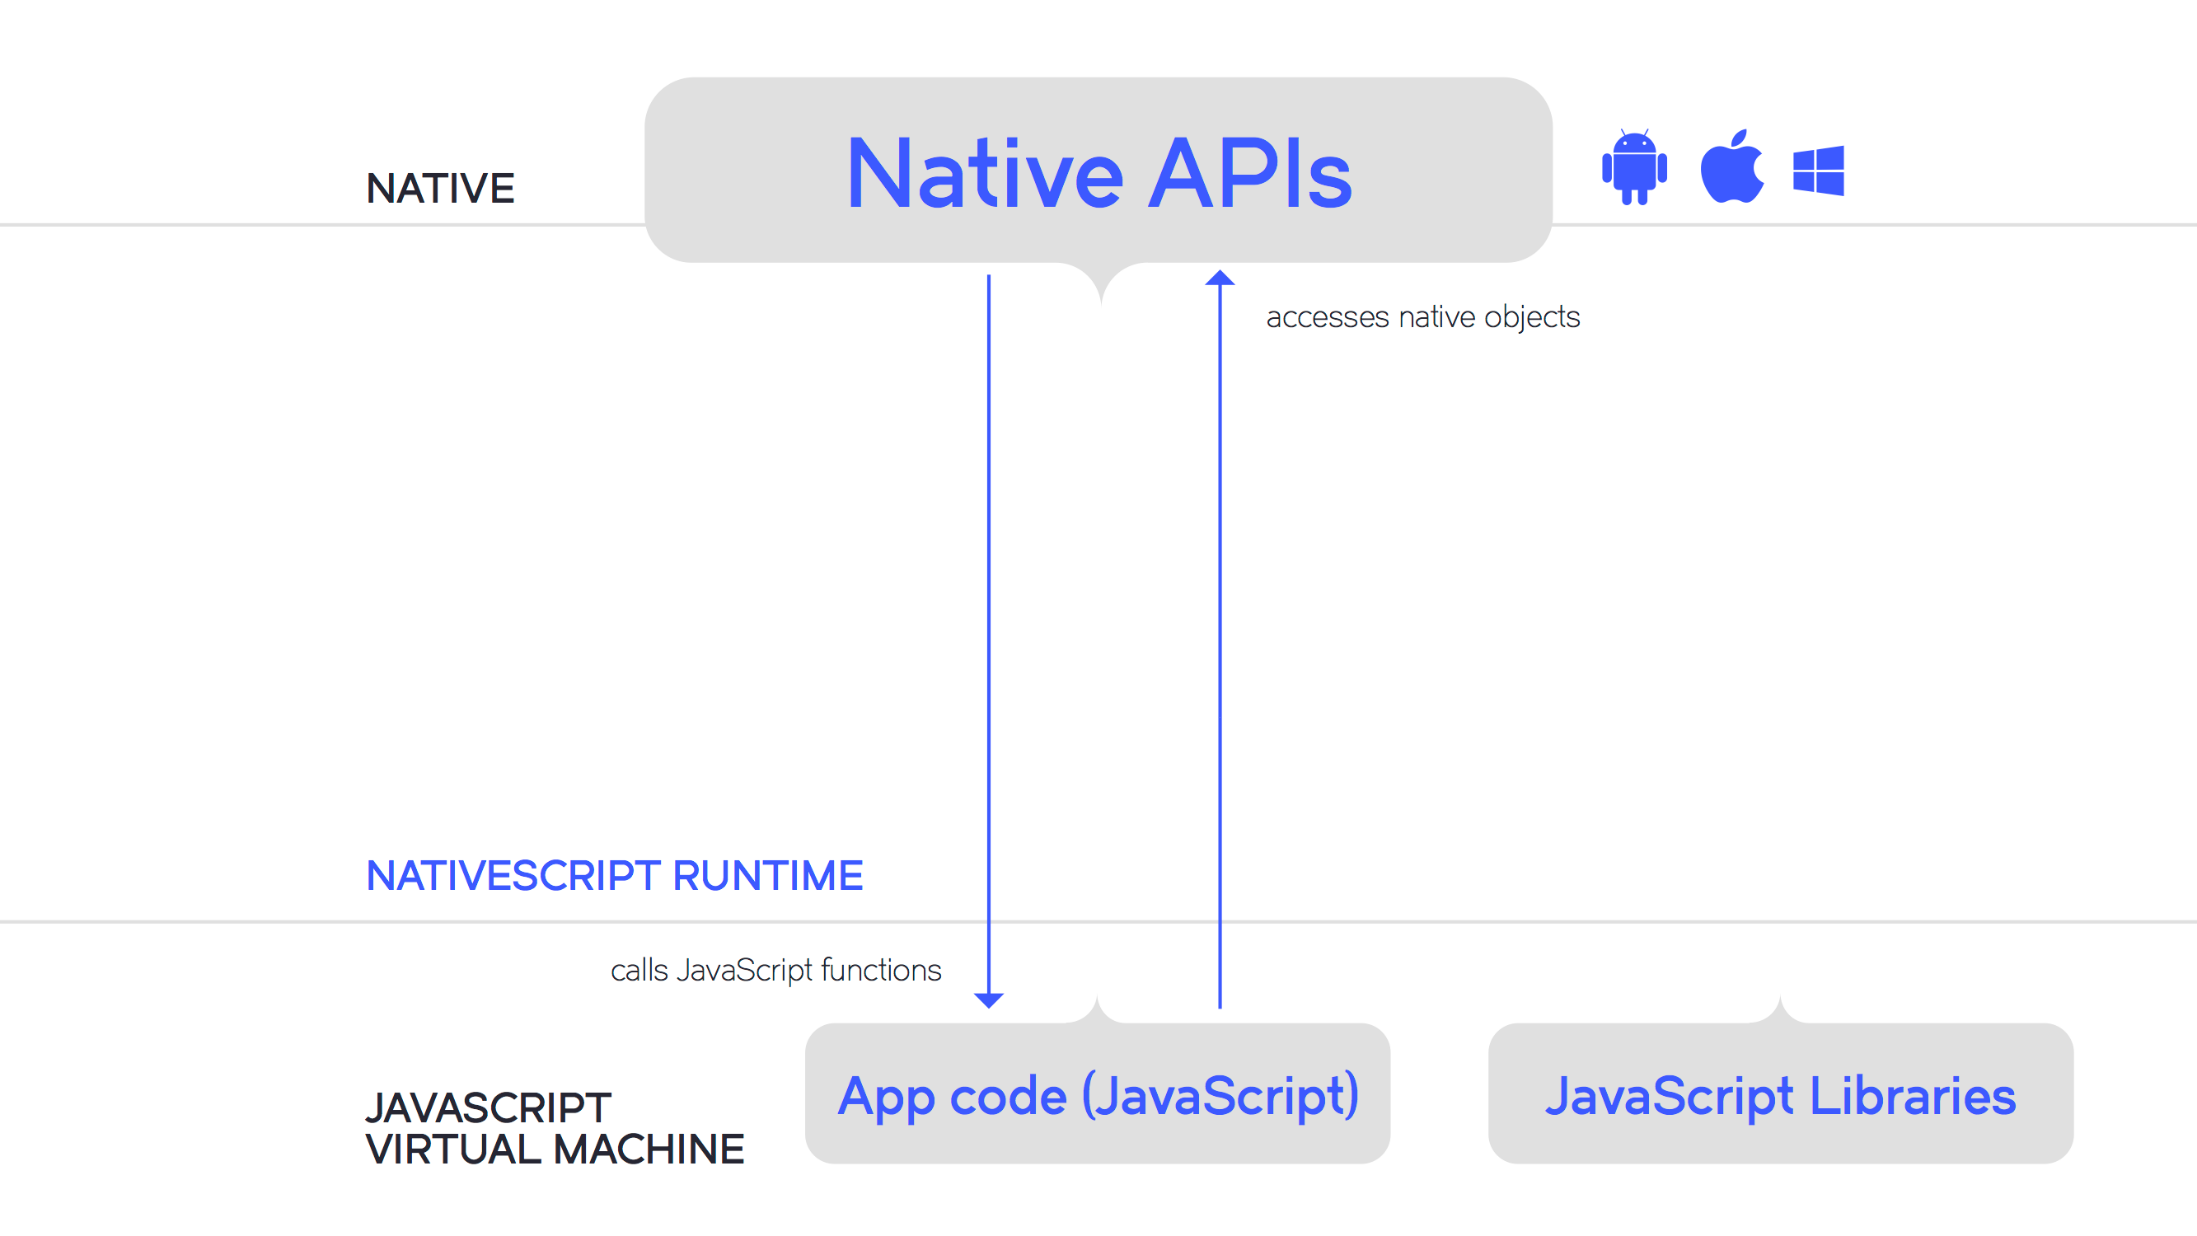 NATIVE
Native APIs
accesses native objects
NATIVESCRIPT RUNTIME
calls JavaScript functions
JAVASCRIPT
VIRTUAL MACHINE
App code (JavaScript)
JavaScript Libraries